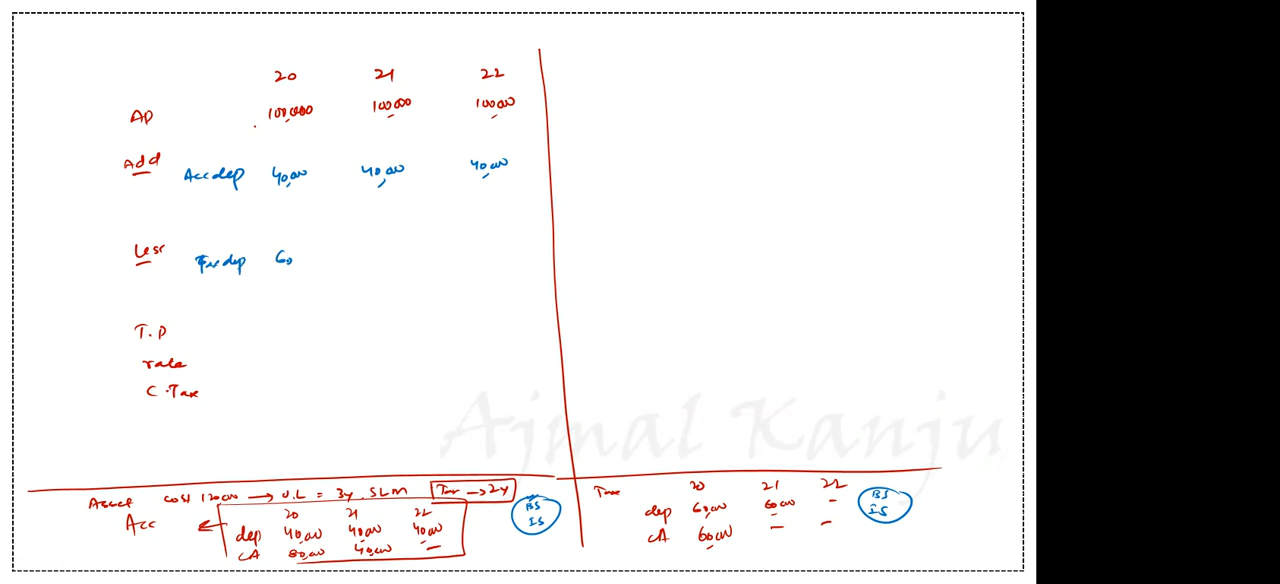 20 21 22
AP 100,000 100,000 100,000
Add Acc dep 40,000 40,000 40,000
Less Tax dep 60
T.P
rate
C.Tax
Ajmal Kanju
Asset cost 120,000 → U.L = 3y. SLM Tax → 2y
Acc ← 20 21 22
dep 40,000 40,000 40,000
CA 80,000 40,000 –
BS
IS
Tax 20 21 22
dep 60,000 60,000 –
CA 60,000 – –
BS
IS